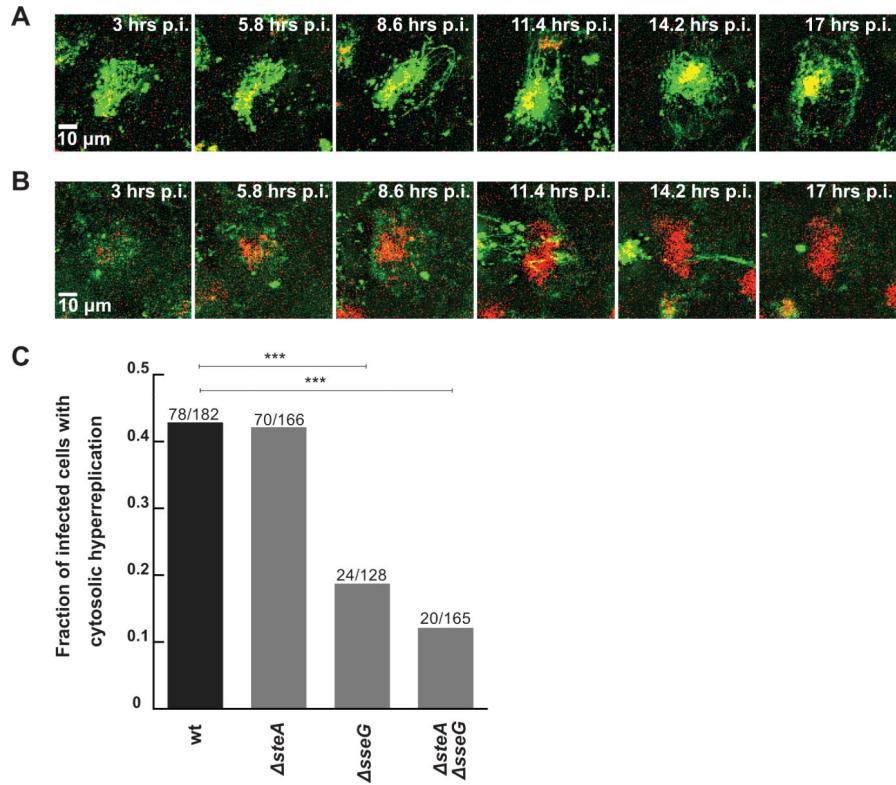 A
3 hrs p.i. 5.8 hrs p.i. 8.6 hrs p.i. 11.4 hrs p.i. 14.2 hrs p.i. 17 hrs p.i.
10 µm
B
3 hrs p.i. 5.8 hrs p.i. 8.6 hrs p.i. 11.4 hrs p.i. 14.2 hrs p.i. 17 hrs p.i.
10 µm
C
Fraction of infected cells with
cytosolic hyperreplication
0.5
0.4
0.3
0.2
0.1
0
***
***
78/182
70/166
24/128
20/165
wt
ΔsteA
ΔsseG
ΔsteA
ΔsseG